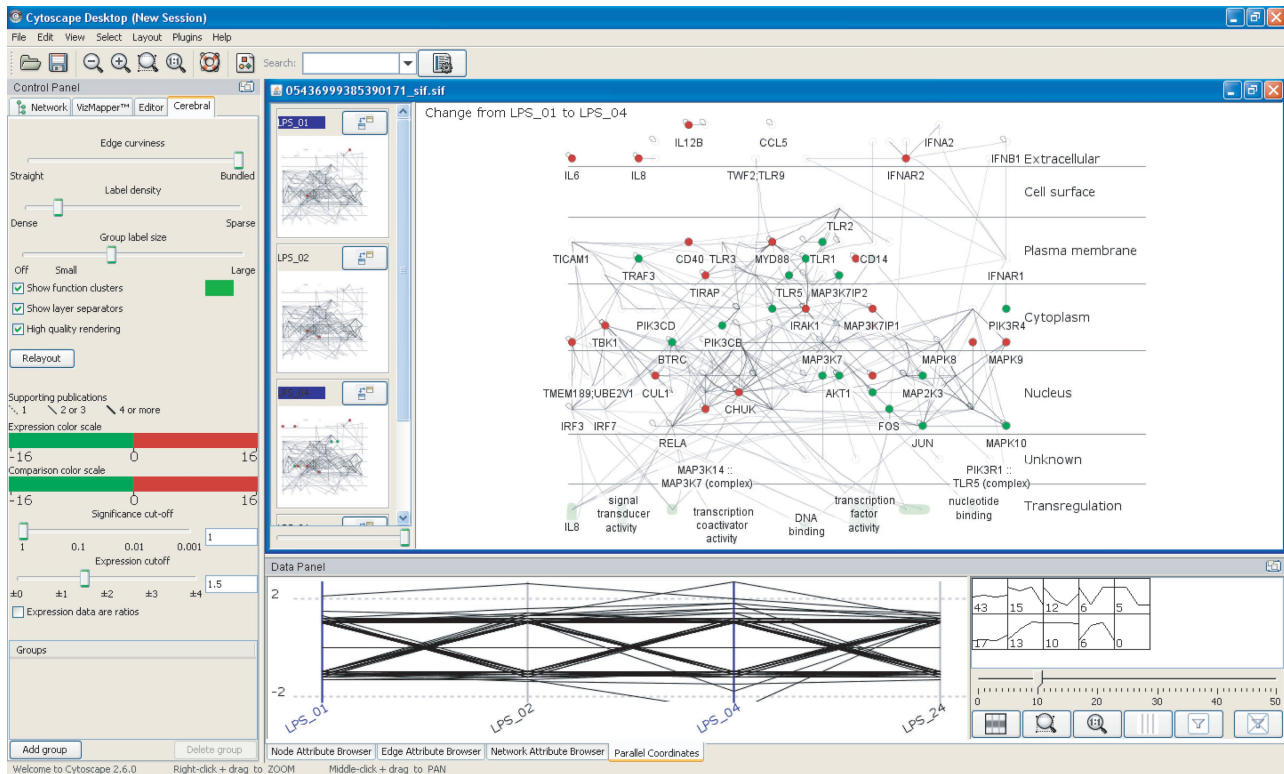 Cytoscape Desktop (New Session)
File Edit View Select Layout Plugins Help
Search:
Control Panel
Network VizMapper™ Editor Cerebral
Edge curviness
Straight Bundled
Label density
Dense Sparse
Group label size
Off Small Large
Show function clusters
Show layer separators
High quality rendering
Relayout
Supporting publications
1 2 or 3 4 or more
Expression color scale
-16 0 16
Comparison color scale
-16 0 16
Significance cut-off
1
1 0.1 0.01 0.001
Expression cutoff
1.5
±0 ±1 ±2 ±3 ±4
Expression data are ratios
Groups
Add group Delete group
05436999385390171_sif.sif
LPS_01
LPS_02
LPS_04
Change from LPS_01 to LPS_04
IL12B CCL5 IFNA2
IFNB1 Extracellular
IL6 IL8 TWF2;TLR9 IFNAR2
Cell surface
TLR2
Plasma membrane
TICAM1 CD40 TLR3 MYD88 TLR1 CD14
TRAF3 IFNAR1
TIRAP TLR5 MAP3K7IP2
Cytoplasm
PIK3CD IRAK1 MAP3K7IP1 PIK3R4
TBK1 PIK3CB
BTRC MAP3K7 MAPK8 MAPK9
TMEM189;UBE2V1 CUL1 AKT1 MAP2K3 Nucleus
CHUK
IRF3 IRF7 FOS
RELA JUN MAPK10
Unknown
MAP3K14 :: PIK3R1 ::
MAP3K7 (complex) TLR5 (complex)
Transregulation
IL8
signal
transducer
activity
transcription
coactivator
activity
DNA
binding
transcription
factor
activity
nucleotide
binding
Data Panel
2
-2
LPS_01 LPS_02 LPS_04 LPS_24
43 15 12 6 5
17 13 10 6 0
0 10 20 30 40 50
Node Attribute Browser Edge Attribute Browser Network Attribute Browser Parallel Coordinates
Welcome to Cytoscape 2.6.0 Right-click + drag to ZOOM Middle-click + drag to PAN